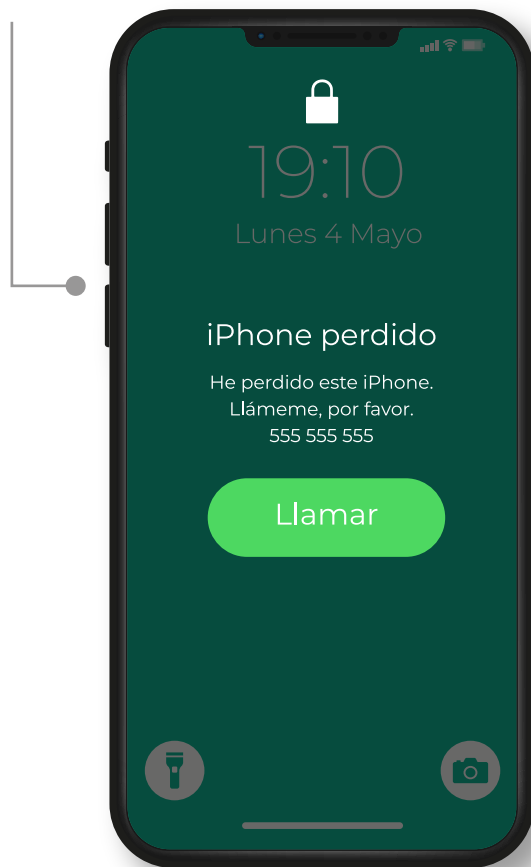 19:10
Lunes 4 Mayo
iPhone perdido
He perdido este iPhone.
Llámeme, por favor.
555 555 555
Llamar